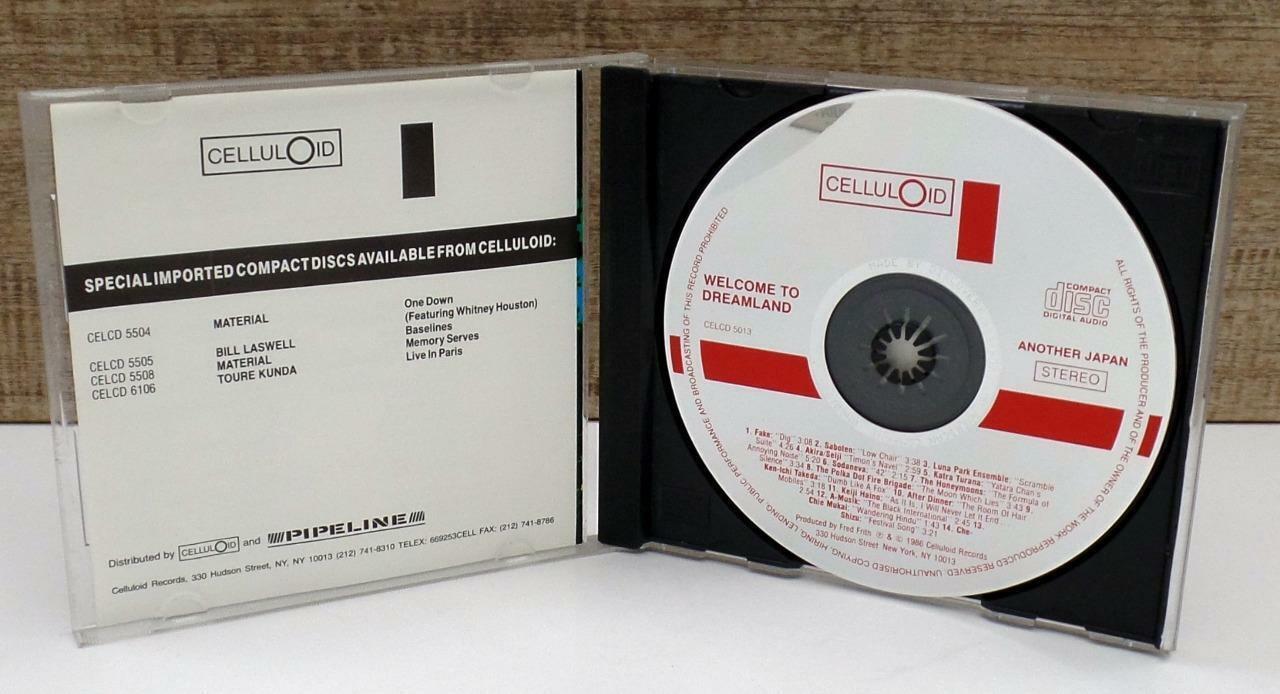 CELLULOID
SPECIAL IMPORTED COMPACT DISCS AVAILABLE FROM CELLULOID:
CELCD 5504 MATERIAL One Down
(Featuring Whitney Houston)
CELCD 5505 BILL LASWELL Baselines
CELCD 5508 MATERIAL Memory Serves
CELCD 6106 TOURE KUNDA Live In Paris
Distributed by CELLULOID and PIPELINE
Celluloid Records, 330 Hudson Street, NY, NY 10013 (212) 741-8310 TELEX: 669253CELL FAX: (212) 741-8786
CELLULOID
WELCOME TO
DREAMLAND
CELCD 5013
COMPACT
disc
DIGITAL AUDIO
ANOTHER JAPAN
STEREO
1. Fake: "Dig" 3:08 2. Saboten: "Low Chair" 3:38 3. Luna Park Ensemble: "Scramble
Suite" 4:26 4. Akira/Seiji "Timon's Navel" 2:59 5. Katra Turana: "Yatara Chan's
Annoying Noise" 5:20 6. Sodaneva: "42" 2:15 7. The Honeymoons: "The Formula of
Silence" 3:34 8. The Polka Dot Fire Brigade: "The Moon Which Lies" 3:43 9.
Ken-Ichi Takeda: "Dumb Like A Fox" 10. After Dinner: "The Room Of Hair
Mobiles" 3:18 11. Keiji Haino: "As It Is, I Will Never Let It End...
2:54 12. A-Musik: "The Black International" 2:45 13.
Chie Mukai: "Wandering Hindu" 1:43 14. Che-
Shizu: "Festival Song" 3:21
Produced by Fred Frith ℗ & © 1986 Celluloid Records
330 Hudson Street New York, NY 10013
ALL RIGHTS OF THE PRODUCER AND OF THE OWNER OF THE WORK REPRODUCED RESERVED. UNAUTHORISED COPYING, HIRING, LENDING, PUBLIC PERFORMANCE AND BROADCASTING OF THIS RECORD PROHIBITED
MADE BY